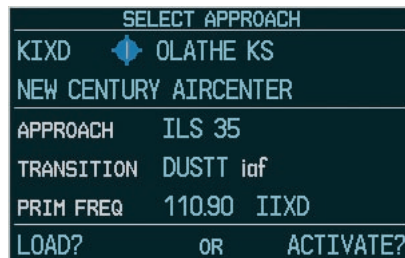 SELECT APPROACH
KIXD OLATHE KS
NEW CENTURY AIRCENTER
APPROACH ILS 35
TRANSITION DUSTT iaf
PRIM FREQ 110.90 IIXD
LOAD? OR ACTIVATE?